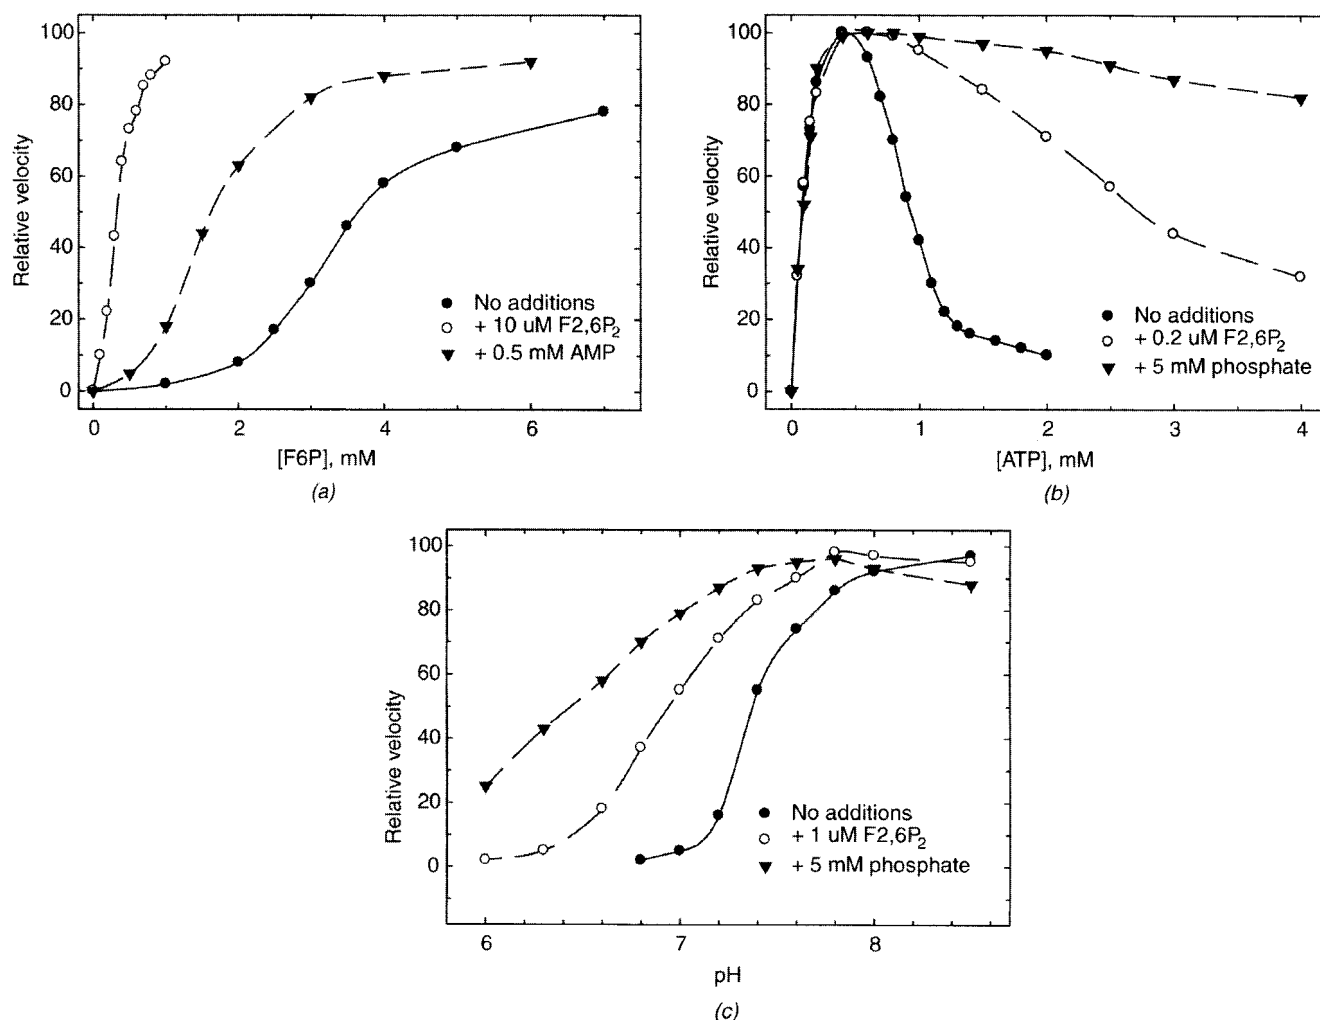 100
80
60
40
20
0
Relative velocity
No additions
+ 10 uM F2,6P₂
+ 0.5 mM AMP
0 2 4 6
[F6P], mM
(a)
100
80
60
40
20
0
Relative velocity
No additions
+ 0.2 uM F2,6P₂
+ 5 mM phosphate
0 1 2 3 4
[ATP], mM
(b)
100
80
60
40
20
0
Relative velocity
No additions
+ 1 uM F2,6P₂
+ 5 mM phosphate
6 7 8
pH
(c)